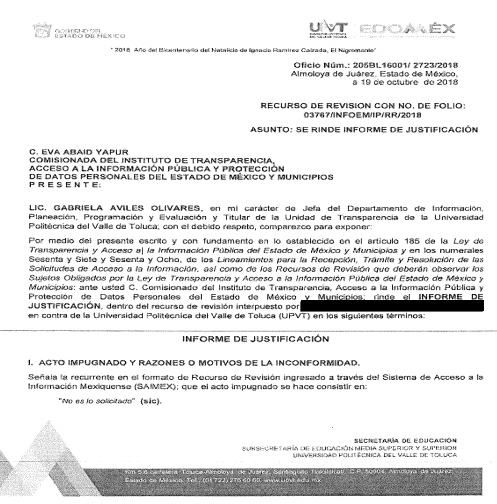 GOBIERNO DEL
ESTADO DE MÉXICO
UPVT EDOMÉX
"2018. Año del Bicentenario del Natalicio de Ignacio Ramírez Calzada, El Nigromante"
Oficio Núm.: 205BL16001/ 2723/2018
Almoloya de Juárez, Estado de México,
a 19 de octubre de 2018
RECURSO DE REVISION CON NO. DE FOLIO:
03767/INFOEM/IP/RR/2018
ASUNTO: SE RINDE INFORME DE JUSTIFICACIÓN
C. EVA ABAID YAPUR
COMISIONADA DEL INSTITUTO DE TRANSPARENCIA,
ACCESO A LA INFORMACIÓN PÚBLICA Y PROTECCIÓN
DE DATOS PERSONALES DEL ESTADO DE MÉXICO Y MUNICIPIOS
P R E S E N T E:
LIC. GABRIELA AVILES OLIVARES, en mi carácter de Jefa del Departamento de Información,
Planeación, Programación y Evaluación y Titular de la Unidad de Transparencia de la Universidad
Politécnica del Valle de Toluca; con el debido respeto, comparezco para exponer:
Por medio del presente escrito y con fundamento en lo establecido en el artículo 185 de la Ley de
Transparencia y Acceso a la Información Pública del Estado de México y Municipios y en los numerales
Sesenta y Siete y Sesenta y Ocho, de los Lineamientos para la Recepción, Trámite y Resolución de las
Solicitudes de Acceso a la Información, así como de los Recursos de Revisión que deberán observar los
Sujetos Obligados por la Ley de Transparencia y Acceso a la Información Pública del Estado de México y
Municipios: ante usted C. Comisionada del Instituto de Transparencia, Acceso a la Información Pública y
Protección de Datos Personales del Estado de México y Municipios; rinde el INFORME DE
JUSTIFICACIÓN, dentro del recurso de revisión interpuesto por
en contra de la Universidad Politécnica del Valle de Toluca (UPVT) en los siguientes términos:
INFORME DE JUSTIFICACIÓN
I. ACTO IMPUGNADO Y RAZONES O MOTIVOS DE LA INCONFORMIDAD.
Señala la recurrente en el formato de Recurso de Revisión ingresado a través del Sistema de Acceso a la
Información Mexiquense (SAIMEX); que el acto impugnado se hace consistir en:
"No es lo solicitado" (sic).
SECRETARÍA DE EDUCACIÓN
SUBSECRETARÍA DE EDUCACIÓN MEDIA SUPERIOR Y SUPERIOR
UNIVERSIDAD POLITÉCNICA DEL VALLE DE TOLUCA
Km 5.6 carretera Toluca-Almoloya de Juárez, Santiaguito Tlalcilalcali, C.P. 50904, Almoloya de Juárez,
Estado de México, Tel.: (01 722) 276 60 60. www.upvt.edu.mx